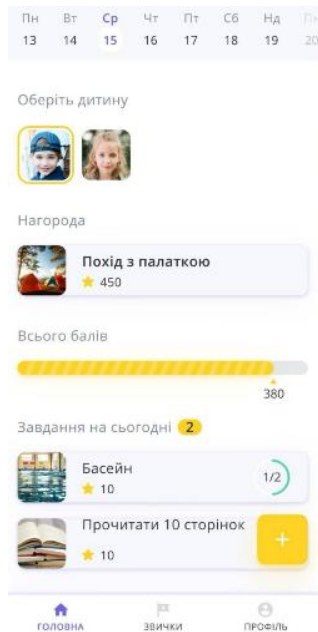 Пн Вт Ср Чт Пт Сб Нд Пн
13 14 15 16 17 18 19 20
Оберіть дитину
Нагорода
Похід з палаткою
450
Всього балів
380
Завдання на сьогодні 2
Басейн
10
1/2
Прочитати 10 сторінок
10
+
ГОЛОВНА ЗВИЧКИ ПРОФІЛЬ